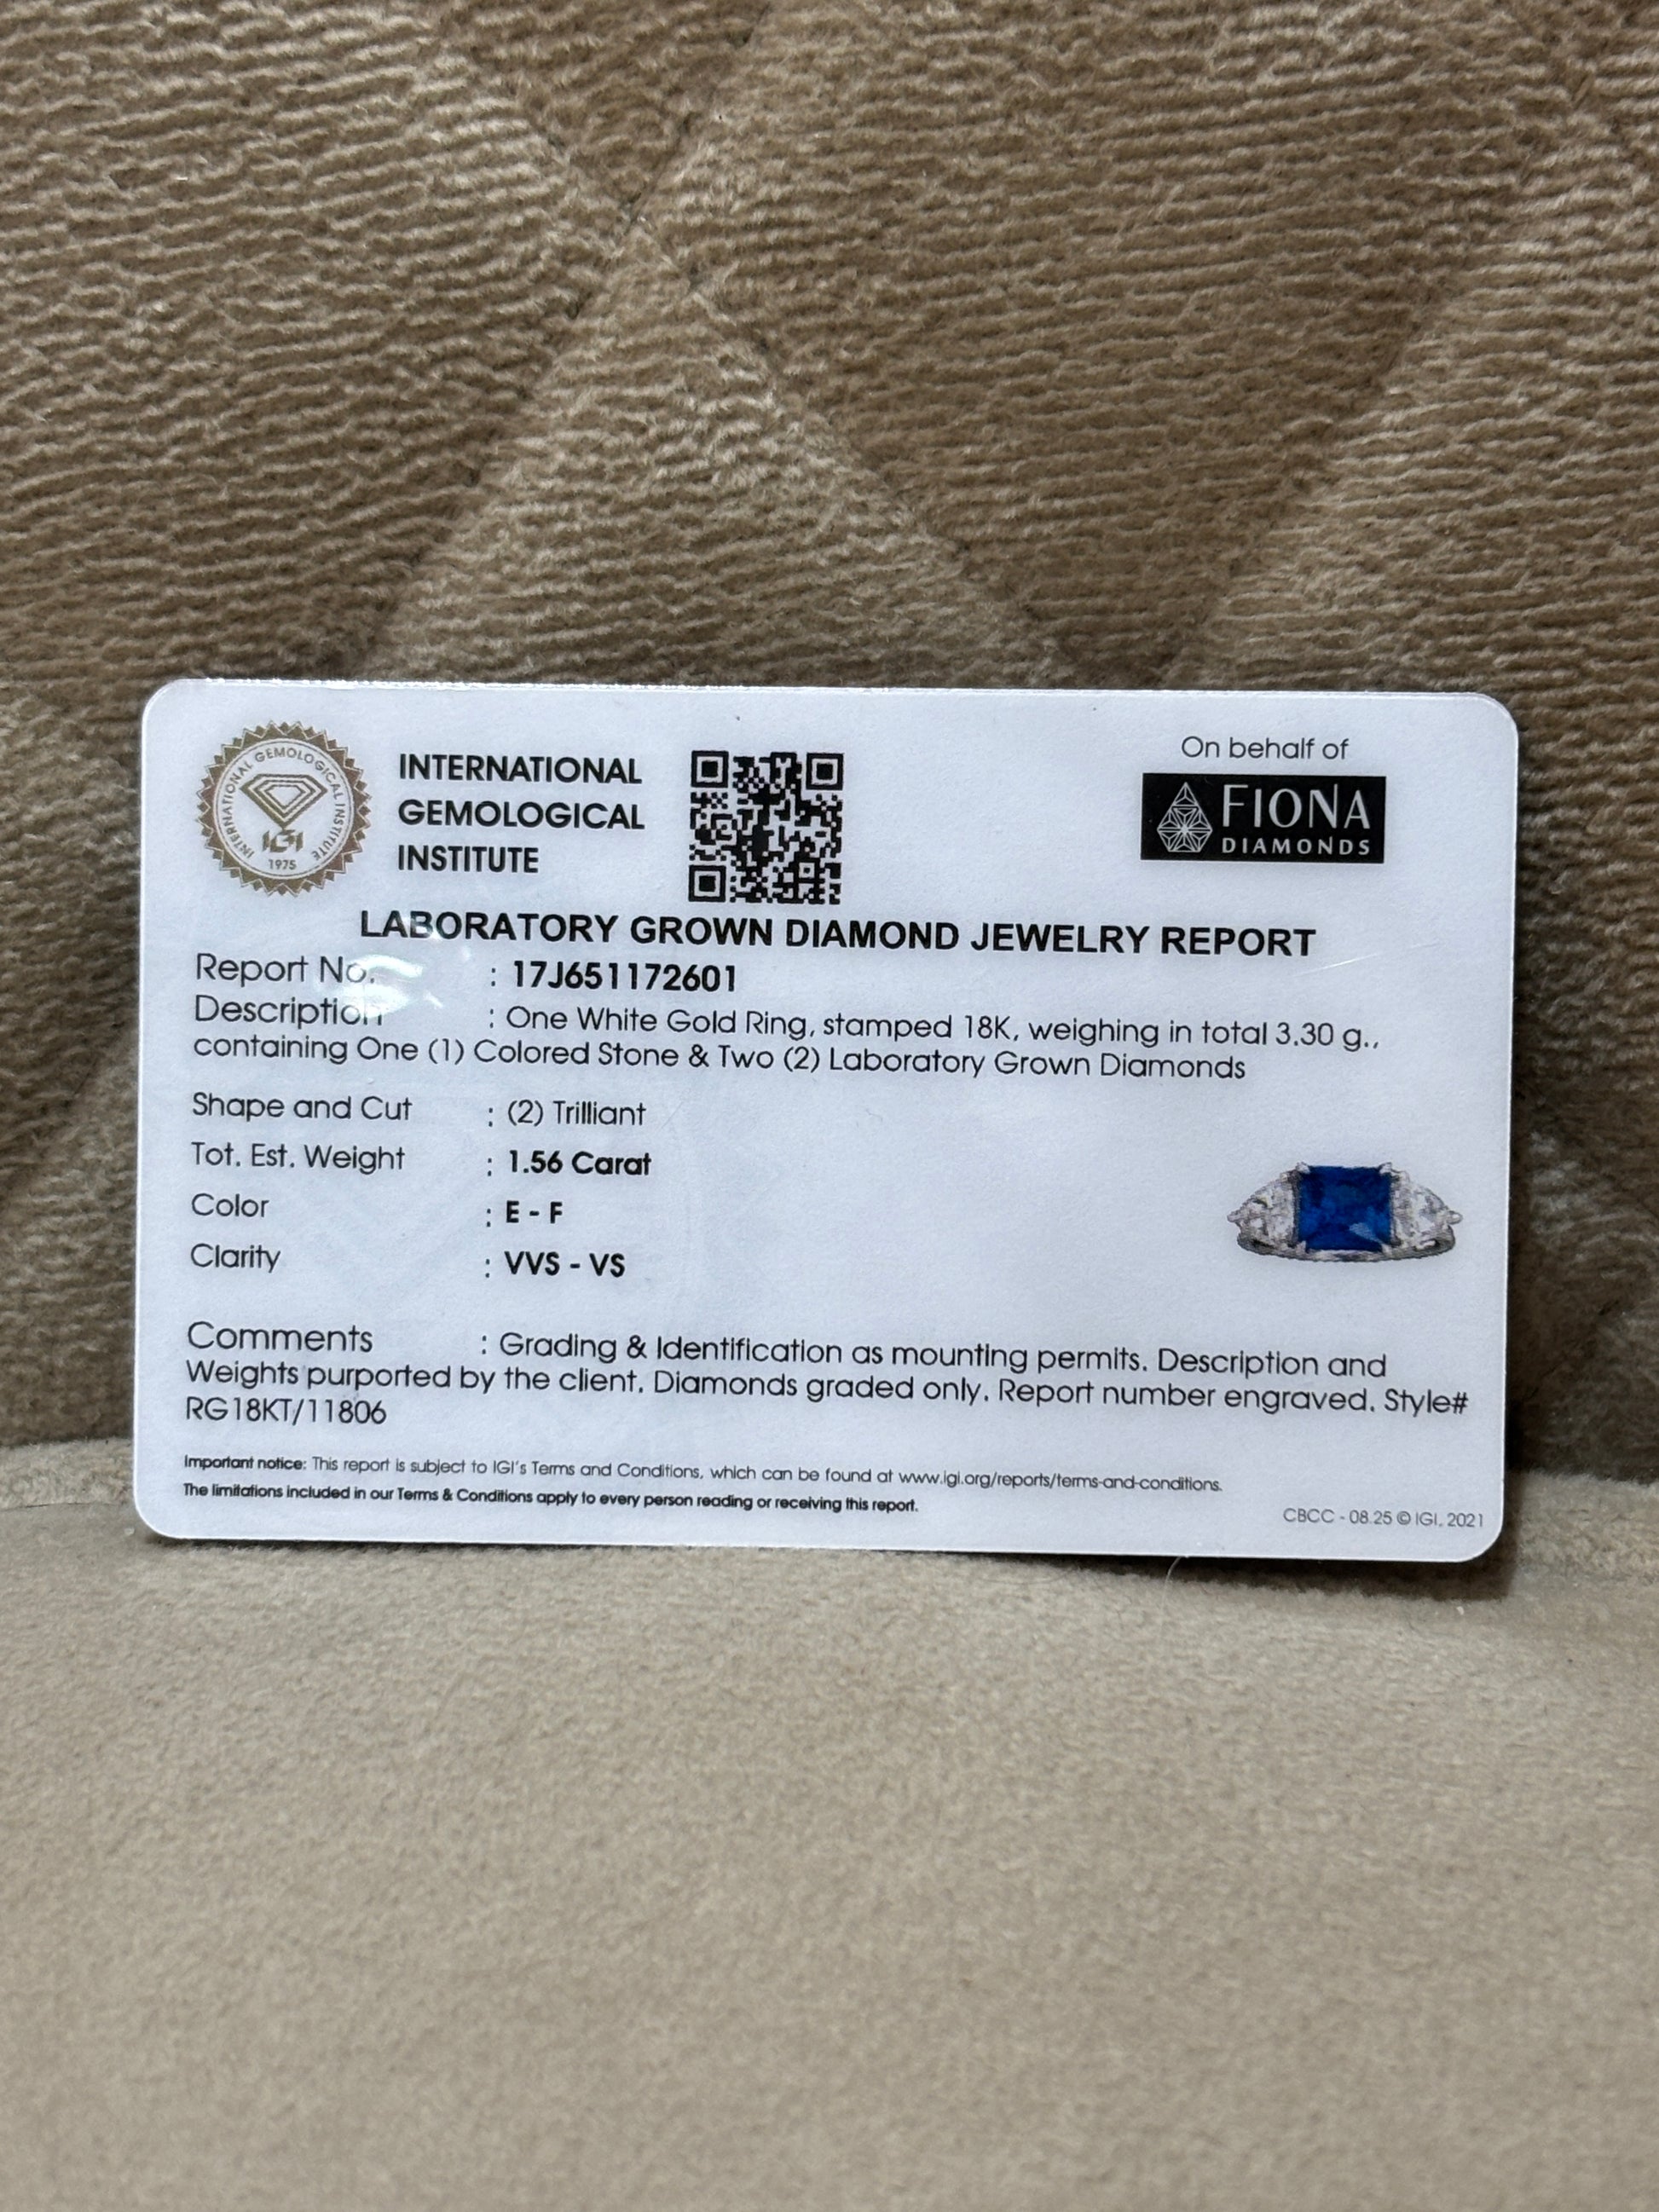 INTERNATIONAL GEMOLOGICAL INSTITUTE
IGI
1975
INTERNATIONAL
GEMOLOGICAL
INSTITUTE
On behalf of
FIONA
DIAMONDS
LABORATORY GROWN DIAMOND JEWELRY REPORT
Report No. : 17J651172601
Description : One White Gold Ring, stamped 18K, weighing in total 3.30 g.,
containing One (1) Colored Stone & Two (2) Laboratory Grown Diamonds
Shape and Cut : (2) Trilliant
Tot. Est. Weight : 1.56 Carat
Color : E - F
Clarity : VVS - VS
Comments : Grading & Identification as mounting permits. Description and
Weights purported by the client. Diamonds graded only. Report number engraved. Style#
RG18KT/11806
Important notice: This report is subject to IGI's Terms and Conditions, which can be found at www.igi.org/reports/terms-and-conditions.
The limitations included in our Terms & Conditions apply to every person reading or receiving this report.
CBCC - 08.25 © IGI, 2021